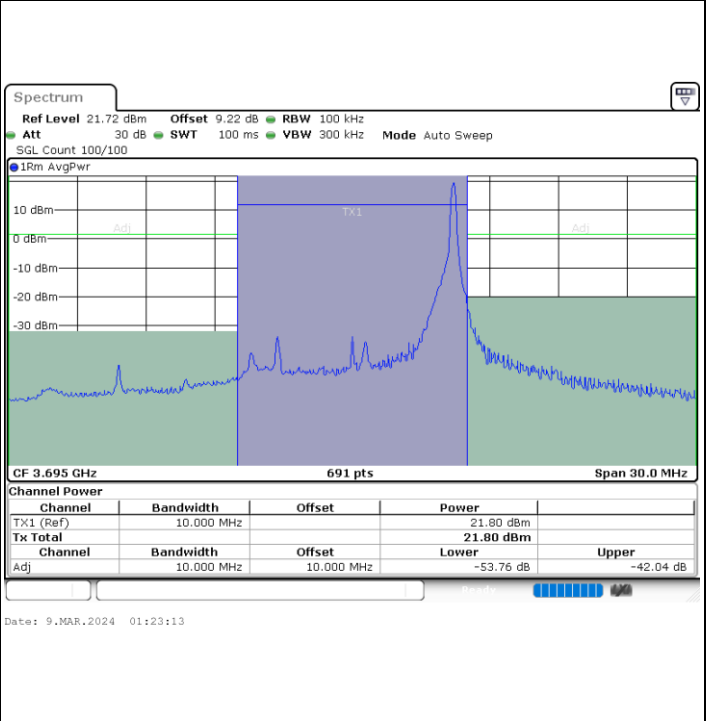 Spectrum
Ref Level 21.72 dBm Offset 9.22 dB RBW 100 kHz
Att 30 dB SWT 100 ms VBW 300 kHz Mode Auto Sweep
SGL Count 100/100
1Rm AvgPwr
10 dBm
TX1
Adj Adj
0 dBm
-10 dBm
-20 dBm
-30 dBm
CF 3.695 GHz 691 pts Span 30.0 MHz
Channel Power
Channel Bandwidth Offset Power
TX1 (Ref) 10.000 MHz 21.80 dBm
Tx Total 21.80 dBm
Channel Bandwidth Offset Lower Upper
Adj 10.000 MHz 10.000 MHz -53.76 dB -42.04 dB
Ready
Date: 9.MAR.2024 01:23:13